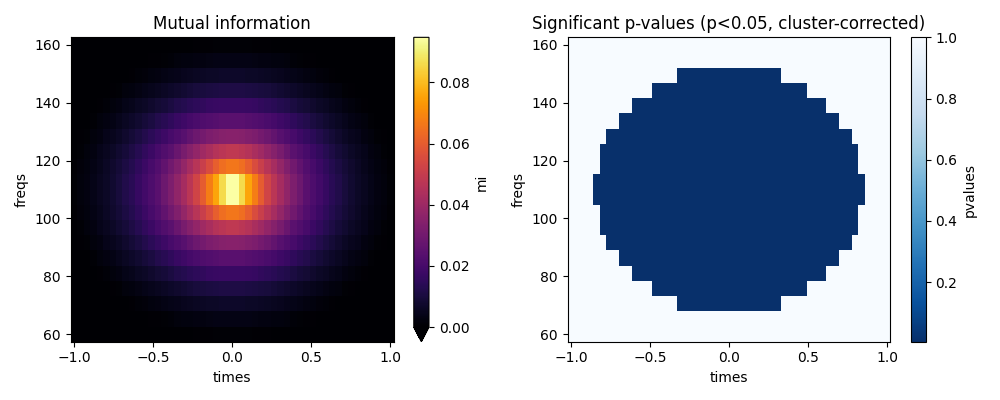 Mutual information
160
140
120
100
80
60
freqs
−1.0 −0.5 0.0 0.5 1.0
times
0.08
0.06
0.04
0.02
0.00
mi
Significant p-values (p<0.05, cluster-corrected)
160
140
120
100
80
60
freqs
−1.0 −0.5 0.0 0.5 1.0
times
1.0
0.8
0.6
0.4
0.2
pvalues